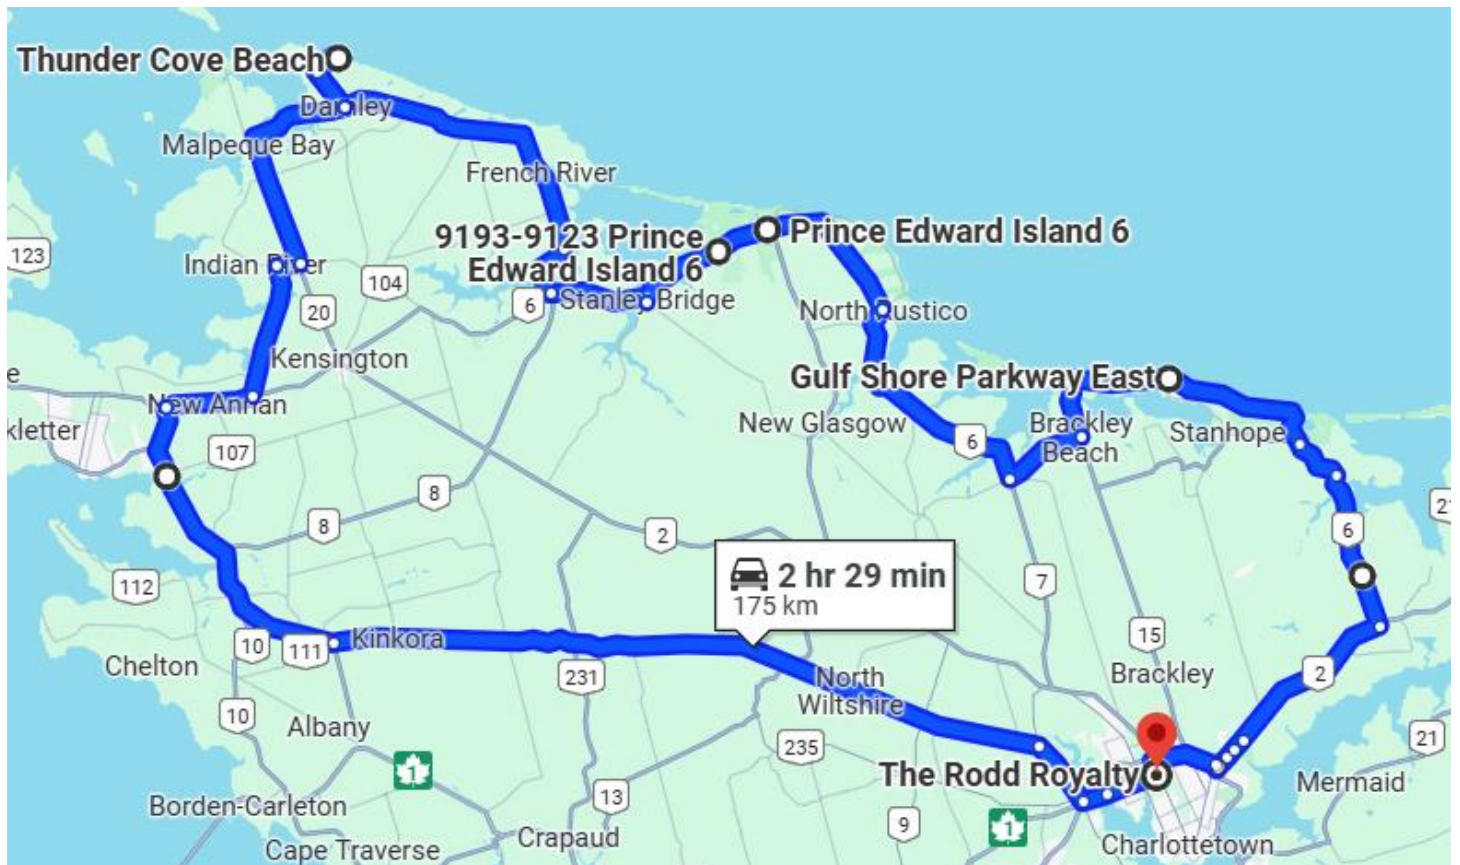 Thunder Cove Beach
Darnley
Malpeque Bay
French River
123
9193-9123 Prince
Edward Island 6
Prince Edward Island 6
Indian River
104
6
Stanley Bridge
20
North Rustico
Kensington
e
Gulf Shore Parkway East
New Annan
kletter
New Glasgow
6
Brackley
Beach
Stanhope
107
8
8
2
6
2 hr 29 min
175 km
112
7
10
111
Kinkora
15
Chelton
231
North
Wiltshire
Brackley
2
10
Albany
235
21
1
The Rodd Royalty
Mermaid
Borden-Carleton
13
9
1
Crapaud
Charlottetown
Cape Traverse